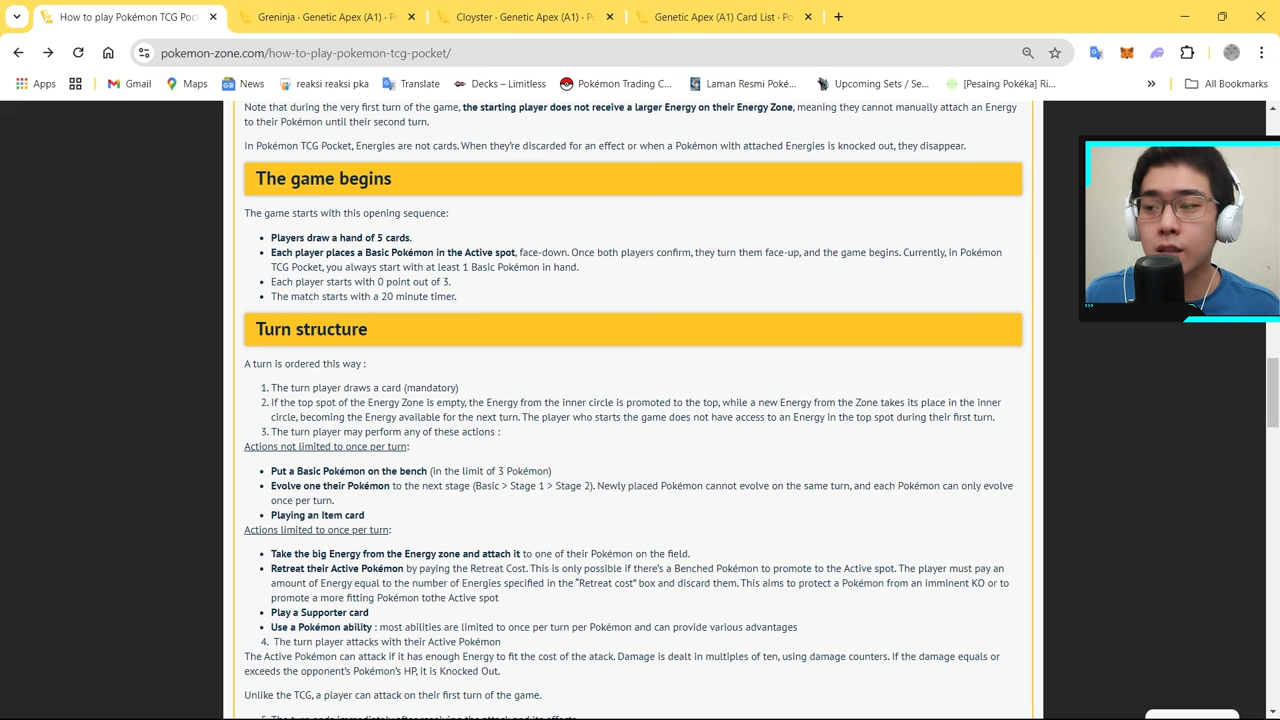 How to play Pokémon TCG Pocket
Greninja · Genetic Apex (A1) · P
Cloyster · Genetic Apex (A1) · P
Genetic Apex (A1) Card List · Po
pokemon-zone.com/how-to-play-pokemon-tcg-pocket/
Apps
Gmail
Maps
News
reaksi reaksi pka
Translate
Decks – Limitless
Pokémon Trading C...
Laman Resmi Poké...
Upcoming Sets / Se...
[Pesaing Pokéka] Ri...
All Bookmarks
Note that during the very first turn of the game, the starting player does not receive a larger Energy on their Energy Zone, meaning they cannot manually attach an Energy
to their Pokémon until their second turn.
In Pokémon TCG Pocket, Energies are not cards. When they're discarded for an effect or when a Pokémon with attached Energies is knocked out, they disappear.
The game begins
The game starts with this opening sequence:
• Players draw a hand of 5 cards.
• Each player places a Basic Pokémon in the Active spot, face-down. Once both players confirm, they turn them face-up, and the game begins. Currently, in Pokémon
TCG Pocket, you always start with at least 1 Basic Pokémon in hand.
• Each player starts with 0 point out of 3.
• The match starts with a 20 minute timer.
Turn structure
A turn is ordered this way :
1. The turn player draws a card (mandatory)
2. If the top spot of the Energy Zone is empty, the Energy from the inner circle is promoted to the top, while a new Energy from the Zone takes its place in the inner
circle, becoming the Energy available for the next turn. The player who starts the game does not have access to an Energy in the top spot during their first turn.
3. The turn player may perform any of these actions :
Actions not limited to once per turn:
• Put a Basic Pokémon on the bench (in the limit of 3 Pokémon)
• Evolve one their Pokémon to the next stage (Basic > Stage 1 > Stage 2). Newly placed Pokémon cannot evolve on the same turn, and each Pokémon can only evolve
once per turn.
• Playing an Item card
Actions limited to once per turn:
• Take the big Energy from the Energy zone and attach it to one of their Pokémon on the field.
• Retreat their Active Pokémon by paying the Retreat Cost. This is only possible if there's a Benched Pokémon to promote to the Active spot. The player must pay an
amount of Energy equal to the number of Energies specified in the "Retreat cost" box and discard them. This aims to protect a Pokémon from an imminent KO or to
promote a more fitting Pokémon tothe Active spot
• Play a Supporter card
• Use a Pokémon ability : most abilities are limited to once per turn per Pokémon and can provide various advantages
4. The turn player attacks with their Active Pokémon
The Active Pokémon can attack if it has enough Energy to fit the cost of the atack. Damage is dealt in multiples of ten, using damage counters. If the damage equals or
exceeds the opponent's Pokémon's HP, it is Knocked Out.
Unlike the TCG, a player can attack on their first turn of the game.
5. The turn ends immediately after resolving the attack and its effects